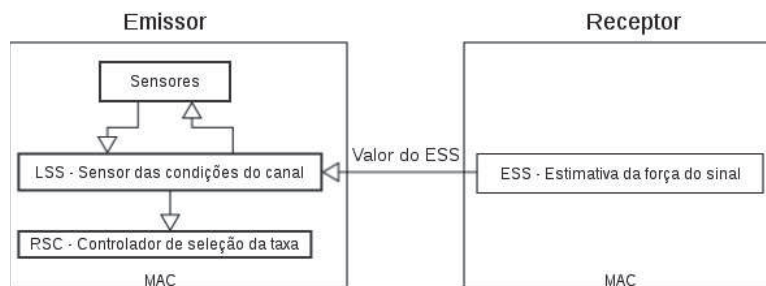 Emissor
Receptor
Sensores
LSS - Sensor das condições do canal
Valor do ESS
ESS - Estimativa da força do sinal
RSC - Controlador de seleção da taxa
MAC
MAC